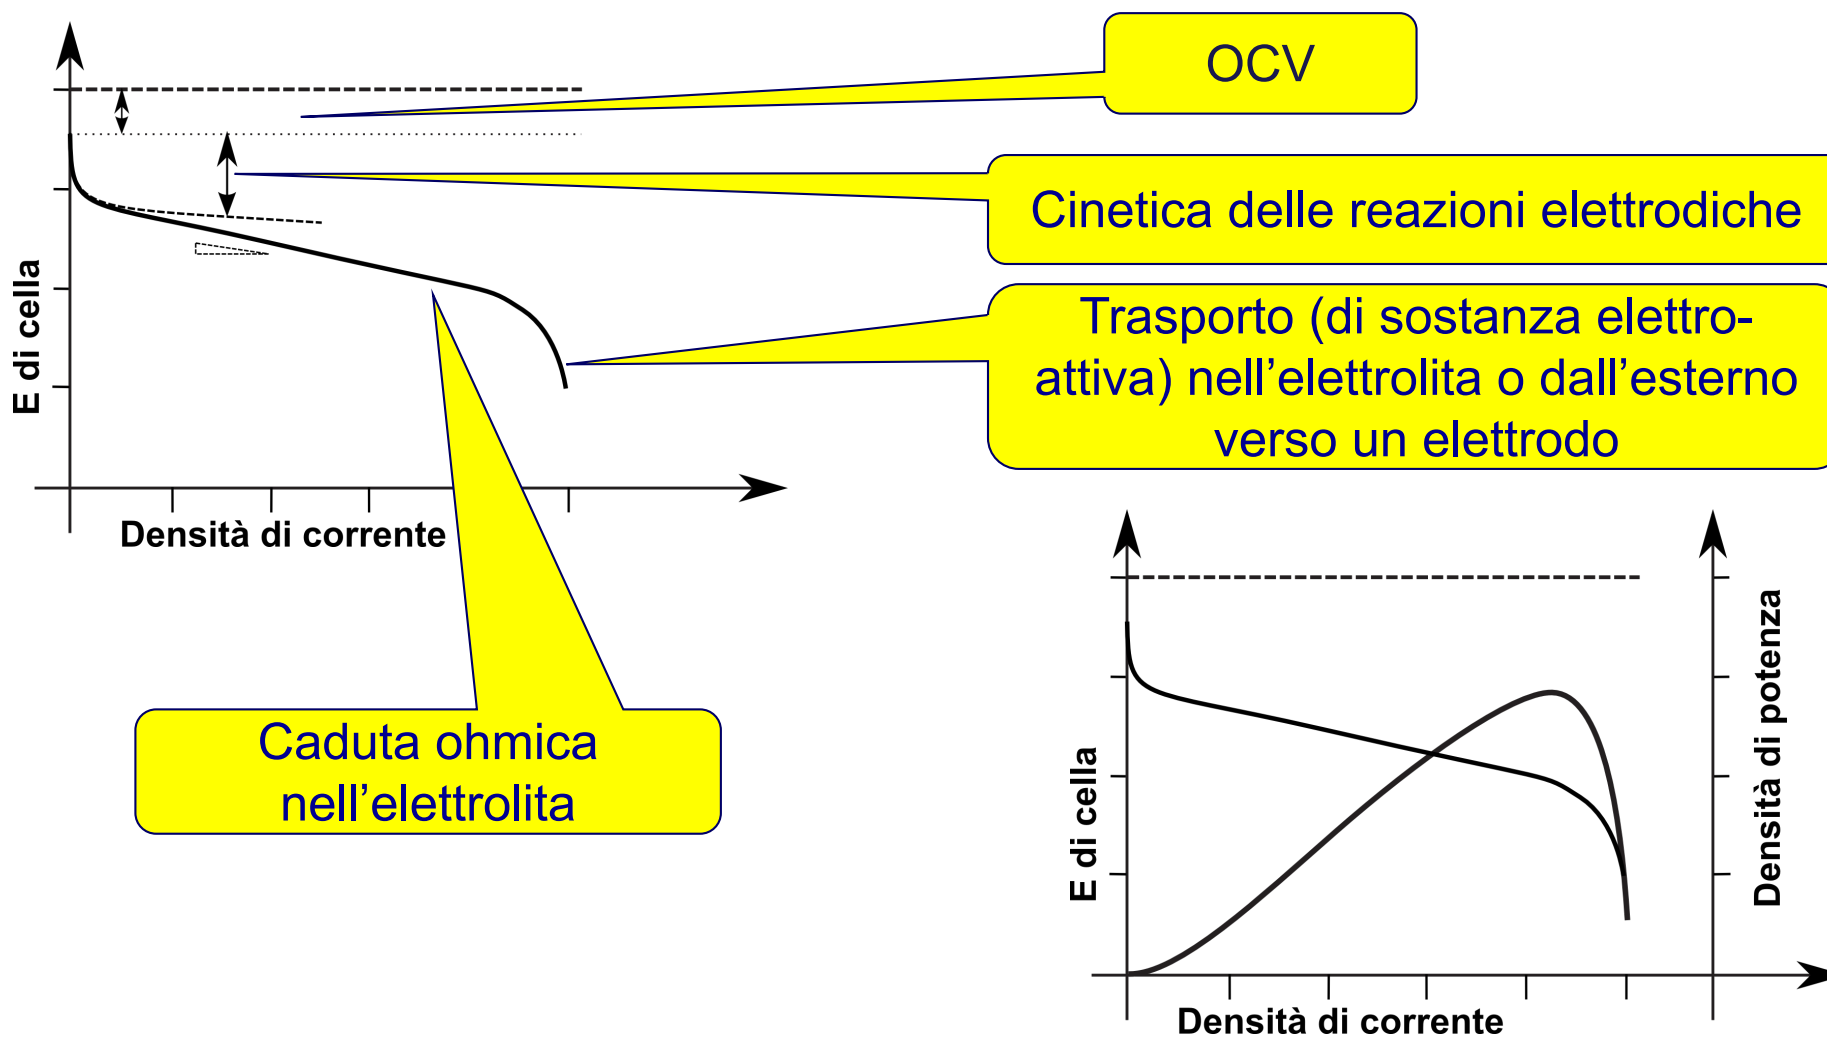 OCV
Cinetica delle reazioni elettrodiche
Trasporto (di sostanza elettro-
attiva) nell’elettrolita o dall’esterno
verso un elettrodo
E di cella
Densità di corrente
Caduta ohmica
nell’elettrolita
E di cella
Densità di potenza
Densità di corrente